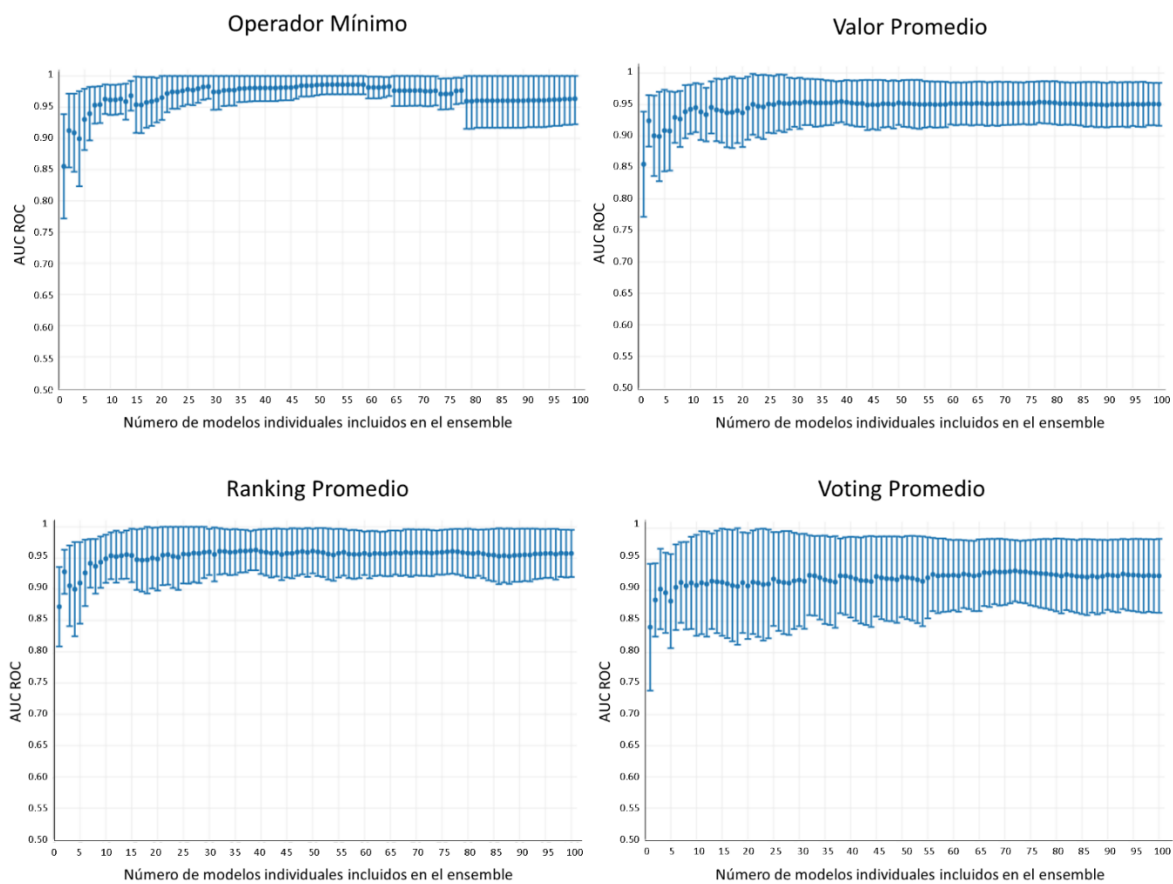 Operador Mínimo
AUC ROC
1
0.95
0.90
0.85
0.80
0.75
0.70
0.65
0.60
0.55
0.50
0 5 10 15 20 25 30 35 40 45 50 55 60 65 70 75 80 85 90 95 100
Número de modelos individuales incluidos en el ensemble
Valor Promedio
AUC ROC
1
0.95
0.90
0.85
0.80
0.75
0.70
0.65
0.60
0.55
0.50
0 5 10 15 20 25 30 35 40 45 50 55 60 65 70 75 80 85 90 95 100
Número de modelos individuales incluidos en el ensemble
Ranking Promedio
AUC ROC
1
0.95
0.90
0.85
0.80
0.75
0.70
0.65
0.60
0.55
0.50
0 5 10 15 20 25 30 35 40 45 50 55 60 65 70 75 80 85 90 95 100
Número de modelos individuales incluidos en el ensemble
Voting Promedio
AUC ROC
1
0.95
0.90
0.85
0.80
0.75
0.70
0.65
0.60
0.55
0.50
0 5 10 15 20 25 30 35 40 45 50 55 60 65 70 75 80 85 90 95 100
Número de modelos individuales incluidos en el ensemble